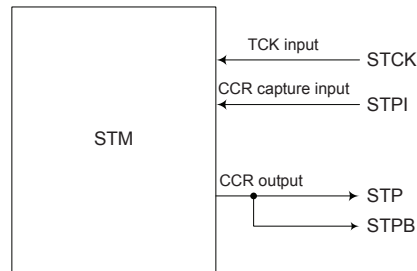 TCK input
STCK
CCR capture input
STPI
STM
CCR output
STP
STPB